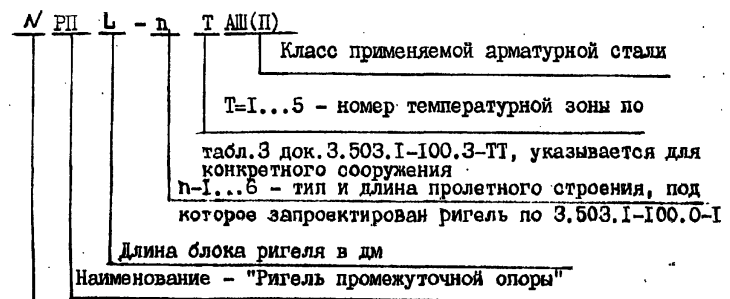 N РП L - n Т АШ(П)
Класс применяемой арматурной стали
Т=I...5 - номер температурной зоны по
табл.3 док.3.503.I-I00.3-ТТ, указывается для
конкретного сооружения
n-I...6 - тип и длина пролетного строения, под
которое запроектирован ригель по 3.503.I-I00.0-I
Длина блока ригеля в дм
Наименование - "Ригель промежуточной опоры"